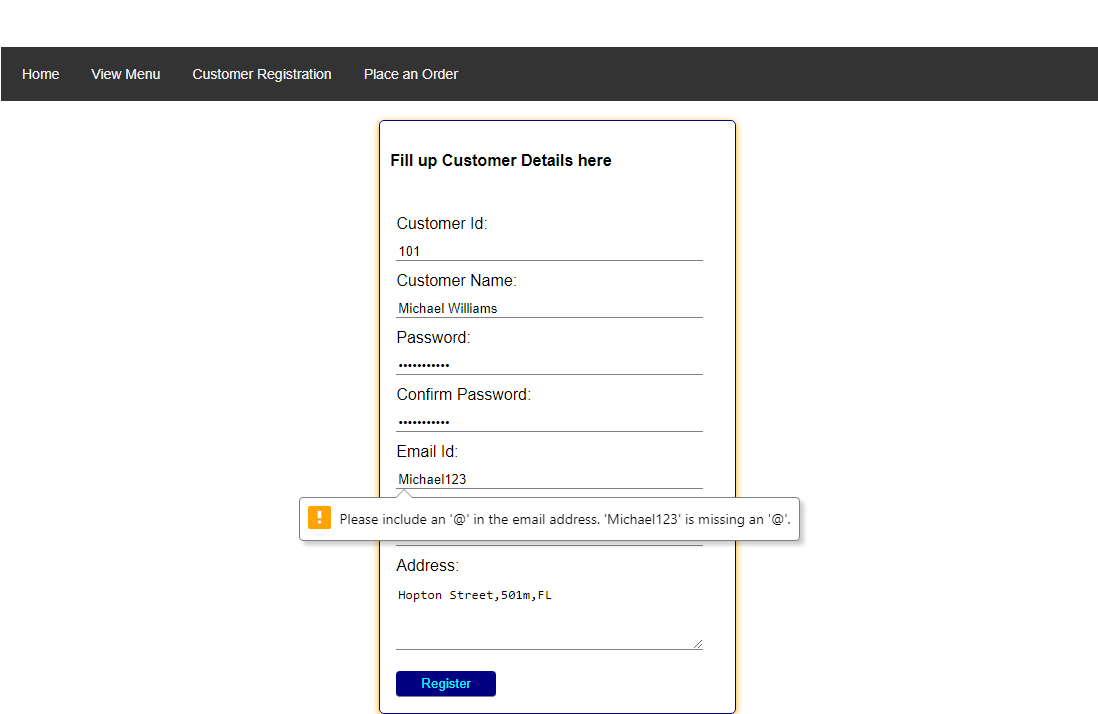 Home View Menu Customer Registration Place an Order
Fill up Customer Details here
Customer Id:
101
Customer Name:
Michael Williams
Password:
•••••••••••
Confirm Password:
•••••••••••
Email Id:
Michael123
Please include an '@' in the email address. 'Michael123' is missing an '@'.
Address:
Hopton Street,501m,FL
Register